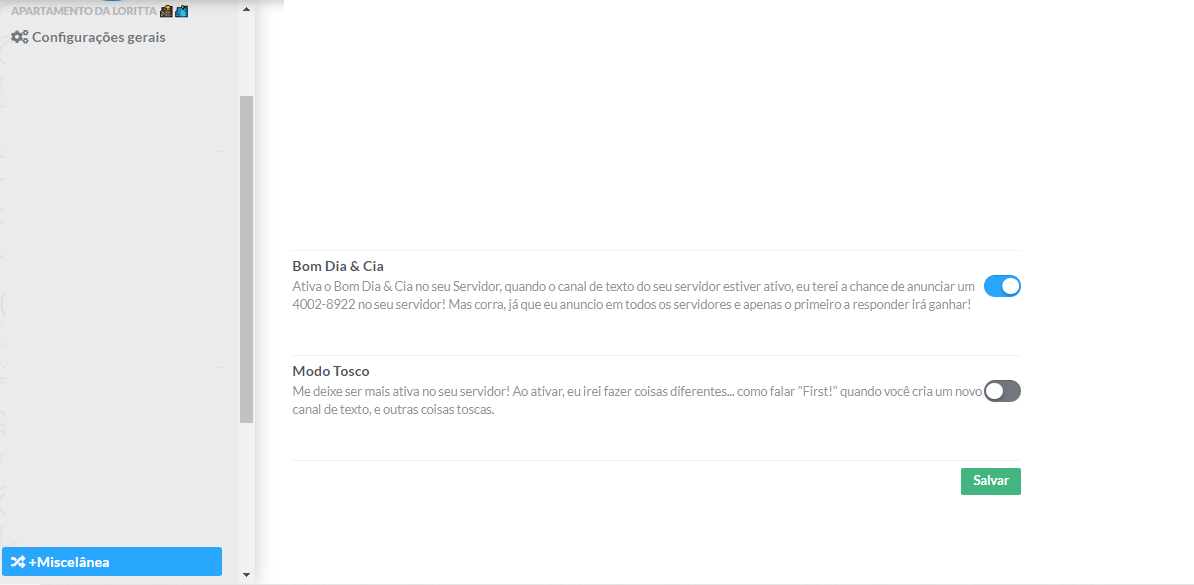 APARTAMENTO DA LORITTA
Configurações gerais
Bom Dia & Cia
Ativa o Bom Dia & Cia no seu Servidor, quando o canal de texto do seu servidor estiver ativo, eu terei a chance de anunciar um
4002-8922 no seu servidor! Mas corra, já que eu anuncio em todos os servidores e apenas o primeiro a responder irá ganhar!
Modo Tosco
Me deixe ser mais ativa no seu servidor! Ao ativar, eu irei fazer coisas diferentes... como falar "First!" quando você cria um novo
canal de texto, e outras coisas toscas.
Salvar
+Miscelânea